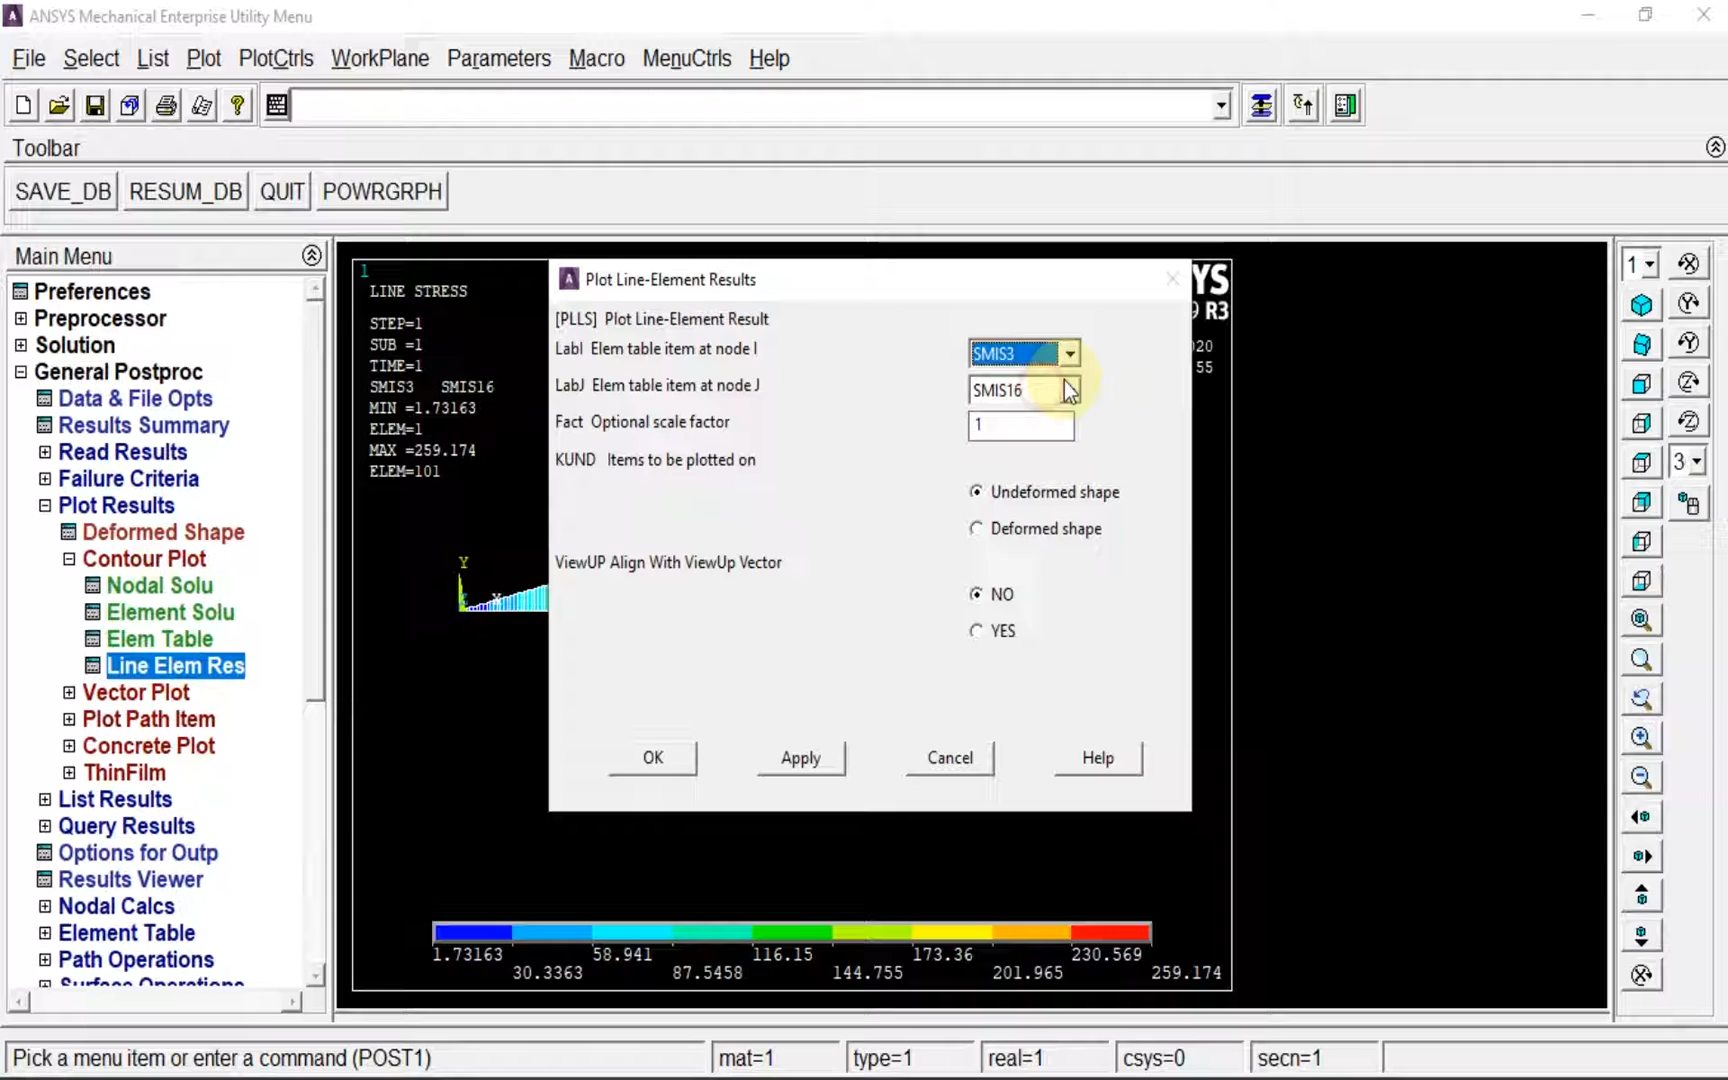 ANSYS Mechanical Enterprise Utility Menu
File Select List Plot PlotCtrls WorkPlane Parameters Macro MenuCtrls Help
Toolbar
SAVE_DB RESUM_DB QUIT POWRGRPH
Main Menu
Preferences
Preprocessor
Solution
General Postproc
Data & File Opts
Results Summary
Read Results
Failure Criteria
Plot Results
Deformed Shape
Contour Plot
Nodal Solu
Element Solu
Elem Table
Line Elem Res
Vector Plot
Plot Path Item
Concrete Plot
ThinFilm
List Results
Query Results
Options for Outp
Results Viewer
Nodal Calcs
Element Table
Path Operations
1
LINE STRESS
STEP=1
SUB =1
TIME=1
SMIS3 SMIS16
MIN =1.73163
ELEM=1
MAX =259.174
ELEM=101
YS
R3
20
55
Y
X
Plot Line-Element Results
[PLLS] Plot Line-Element Result
LabI Elem table item at node I
SMIS3
LabJ Elem table item at node J
SMIS16
Fact Optional scale factor
1
KUND Items to be plotted on
Undeformed shape
Deformed shape
ViewUP Align With ViewUp Vector
NO
YES
OK Apply Cancel Help
1.73163 58.941 116.15 173.36 230.569
30.3363 87.5458 144.755 201.965 259.174
1
3
Pick a menu item or enter a command (POST1) mat=1 type=1 real=1 csys=0 secn=1